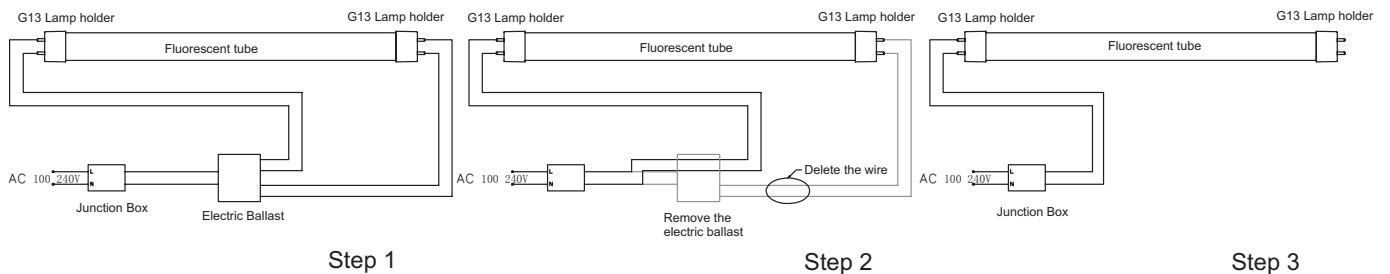 G13 Lamp holder
G13 Lamp holder
Fluorescent tube
AC 100 240V
L
N
Junction Box
Electric Ballast
Step 1
G13 Lamp holder
G13 Lamp holder
Fluorescent tube
AC 100 240V
L
N
Delete the wire
Remove the
electric ballast
Step 2
G13 Lamp holder
G13 Lamp holder
Fluorescent tube
AC 100 240V
L
N
Junction Box
Step 3